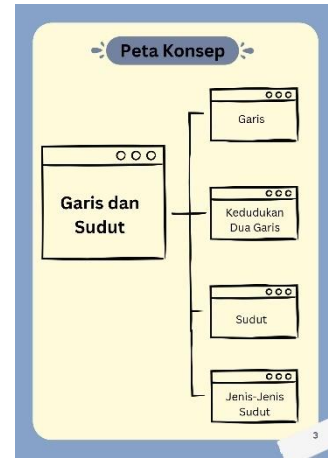 Peta Konsep
Garis dan
Sudut
Garis
Kedudukan
Dua Garis
Sudut
Jenis-Jenis
Sudut
3